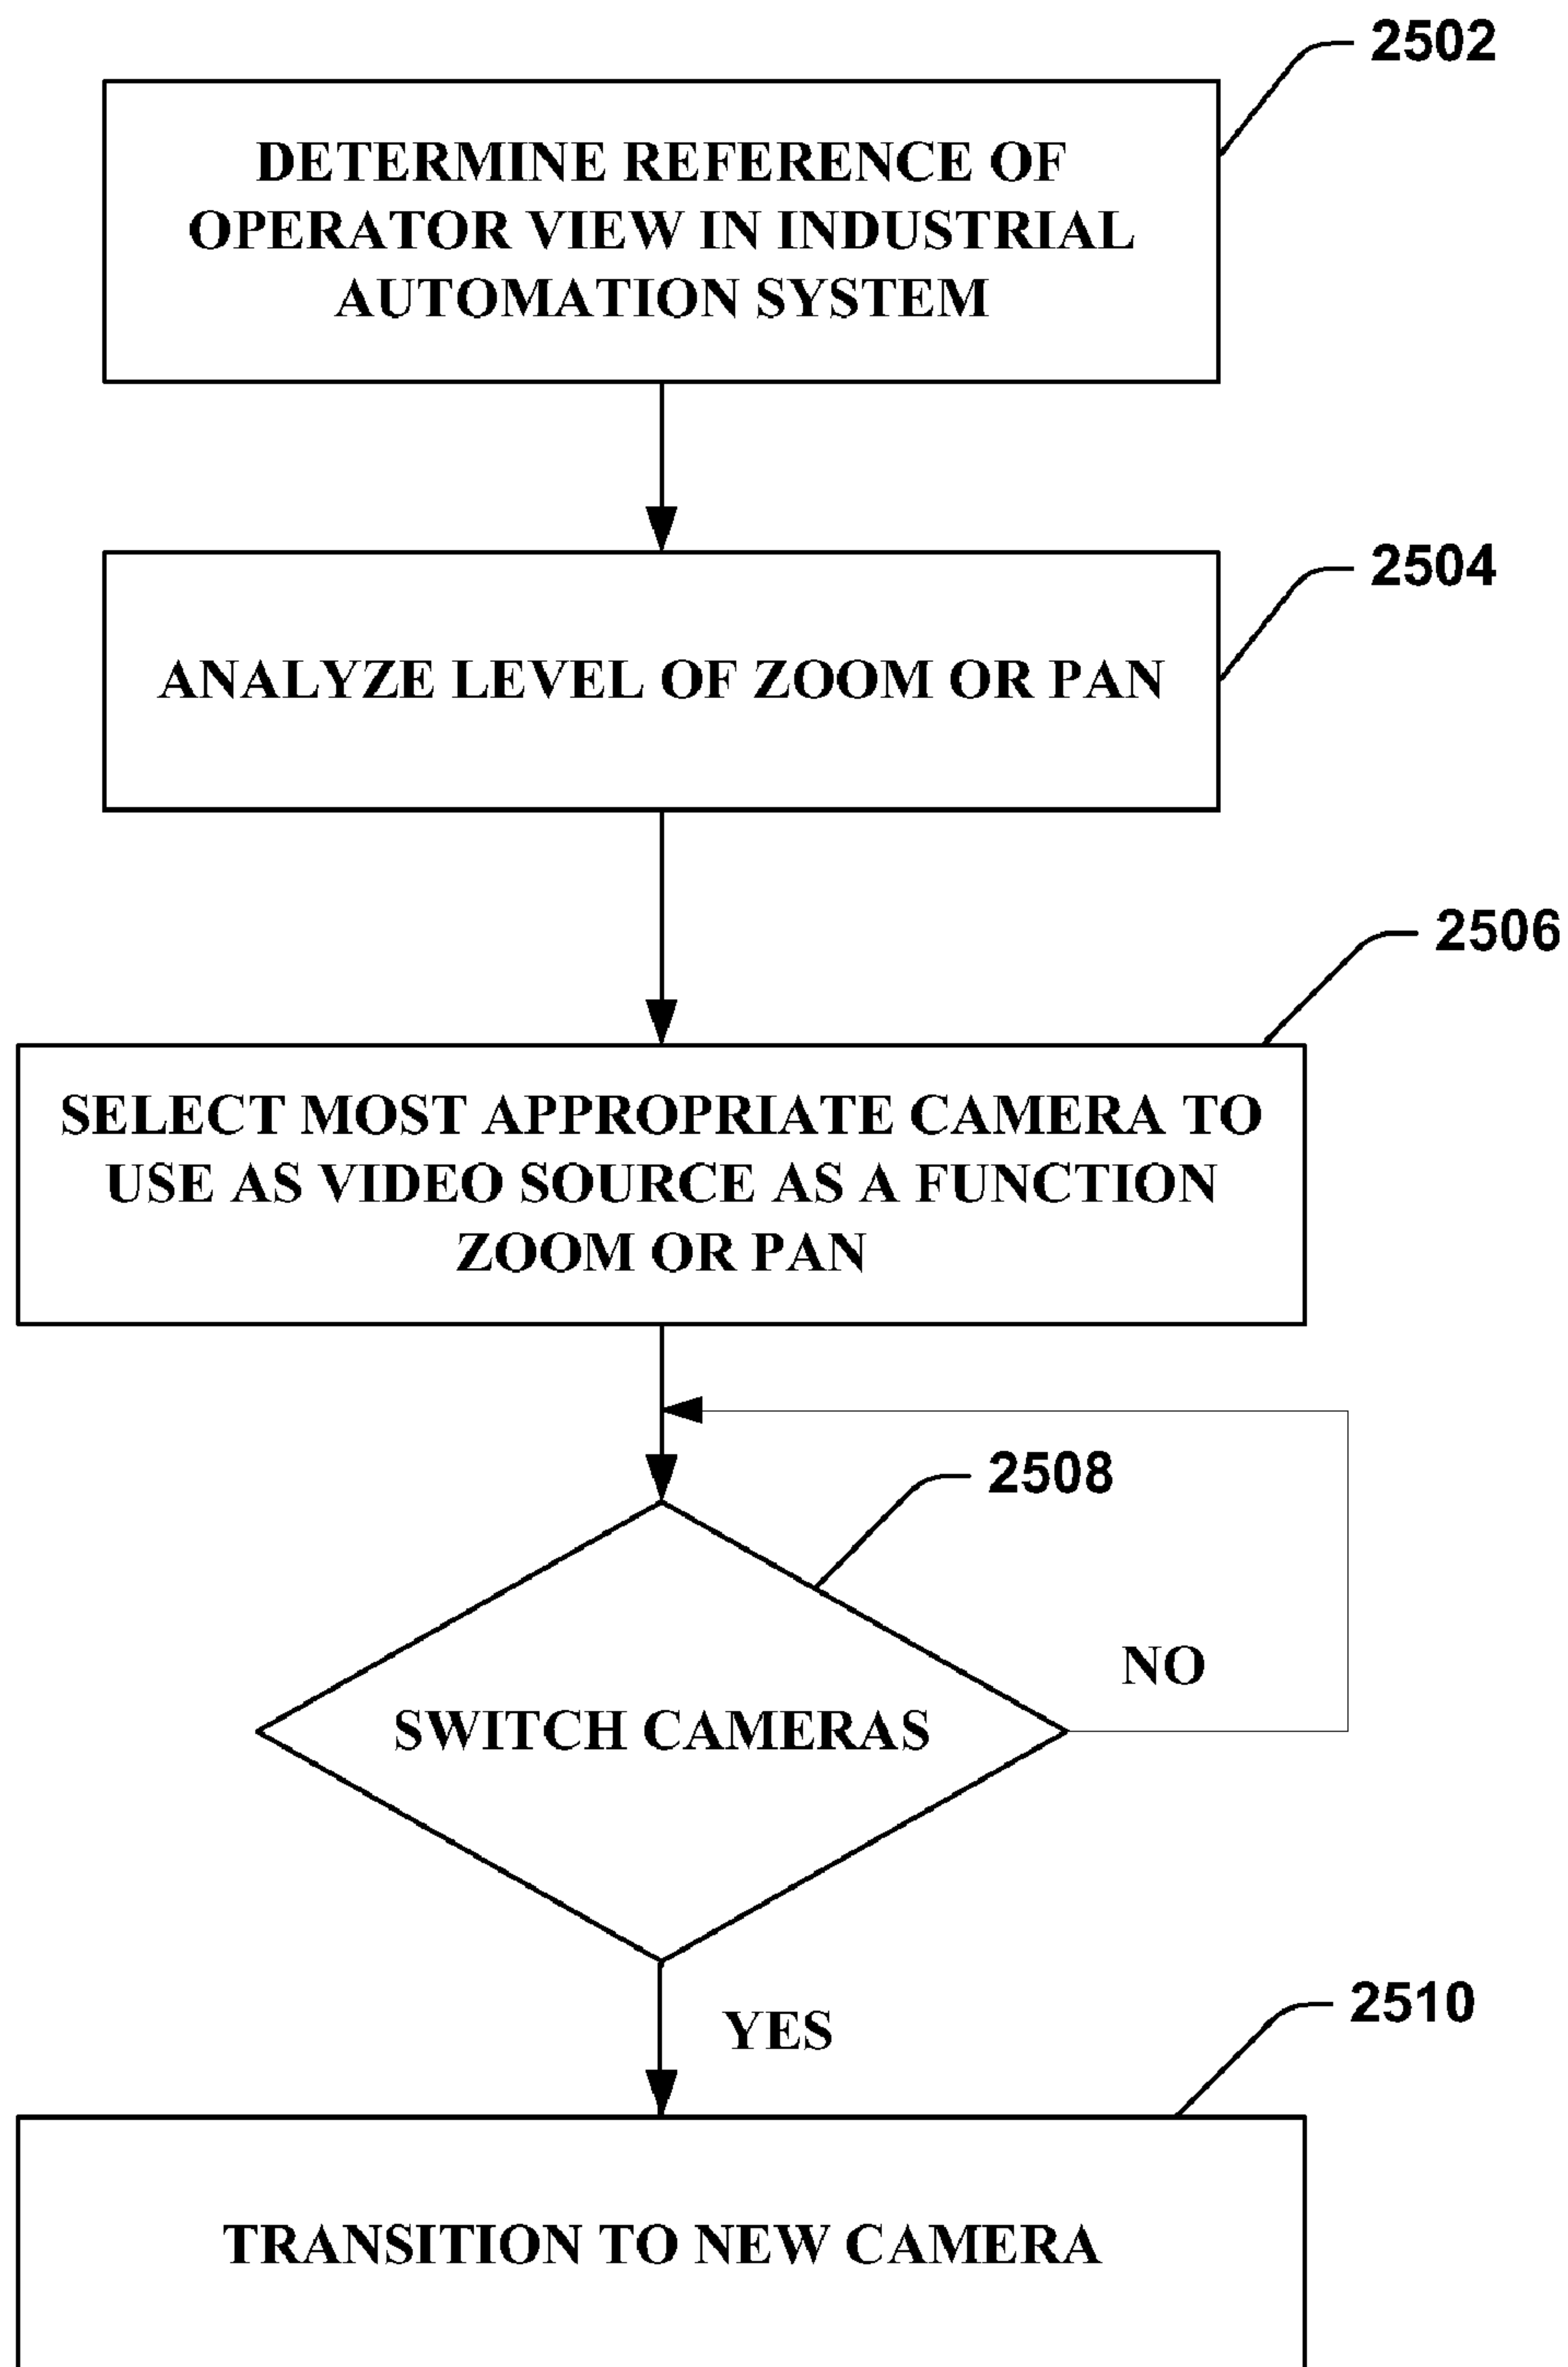 2502
DETERMINE REFERENCE OF
OPERATOR VIEW IN INDUSTRIAL
AUTOMATION SYSTEM
2504
ANALYZE LEVEL OF ZOOM OR PAN
2506
SELECT MOST APPROPRIATE CAMERA TO
USE AS VIDEO SOURCE AS A FUNCTION
ZOOM OR PAN
2508
NO
SWITCH CAMERAS
YES
2510
TRANSITION TO NEW CAMERA